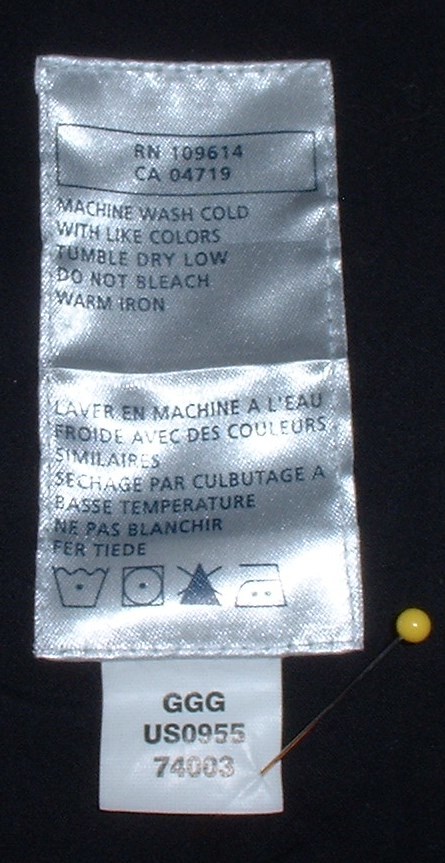 RN 109614
CA 04719
MACHINE WASH COLD
WITH LIKE COLORS
TUMBLE DRY LOW
DO NOT BLEACH
WARM IRON
LAVER EN MACHINE A L'EAU
FROIDE AVEC DES COULEURS
SIMILAIRES
SECHAGE PAR CULBUTAGE A
BASSE TEMPERATURE
NE PAS BLANCHIR
FER TIEDE
GGG
US0955
74003